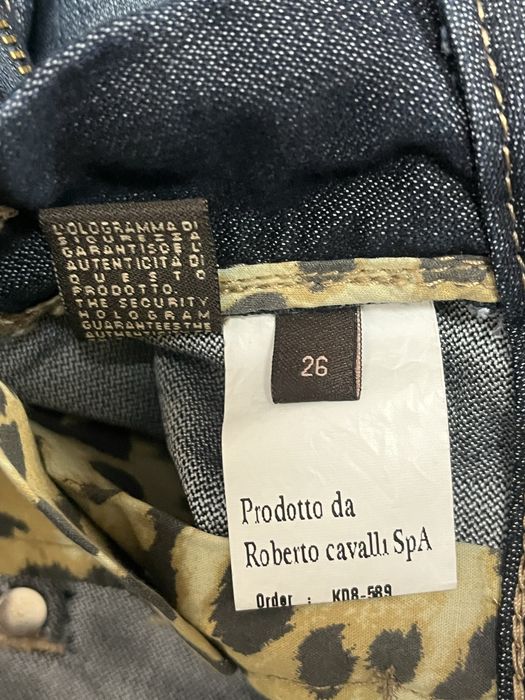 L'OLOGRAMMA DI
SICUREZZA
GARANTISCE L'
AUTENTICITÀ DI
QUESTO
PRODOTTO
THE SECURITY
HOLOGRAM
GUARANTEES THE
26
Prodotto da
Roberto cavallı SpA
Order : KD8-589